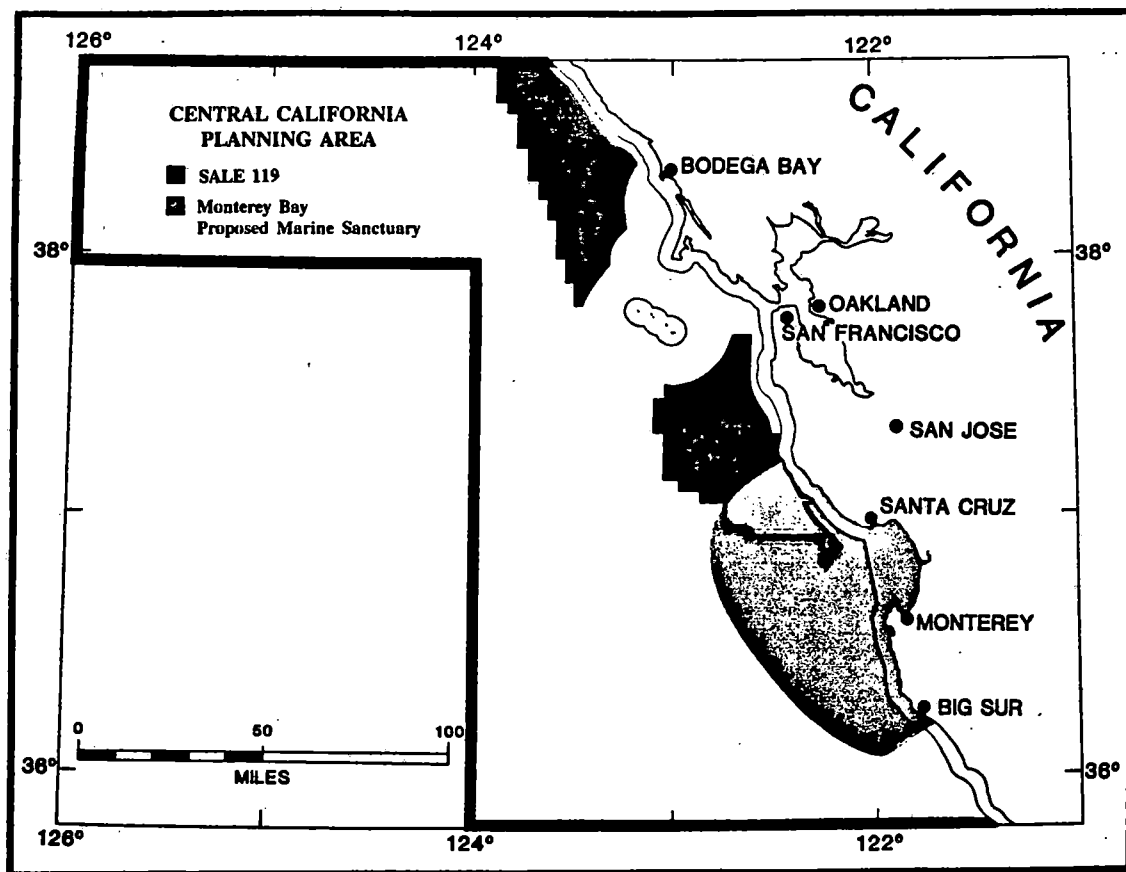 126°
124°
122°
CENTRAL CALIFORNIA
PLANNING AREA
SALE 119
Monterey Bay
Proposed Marine Sanctuary
CALIFORNIA
BODEGA BAY
38°
38°
OAKLAND
SAN FRANCISCO
SAN JOSE
SANTA CRUZ
MONTEREY
BIG SUR
0 50 100
MILES
36°
36°
126°
124°
122°